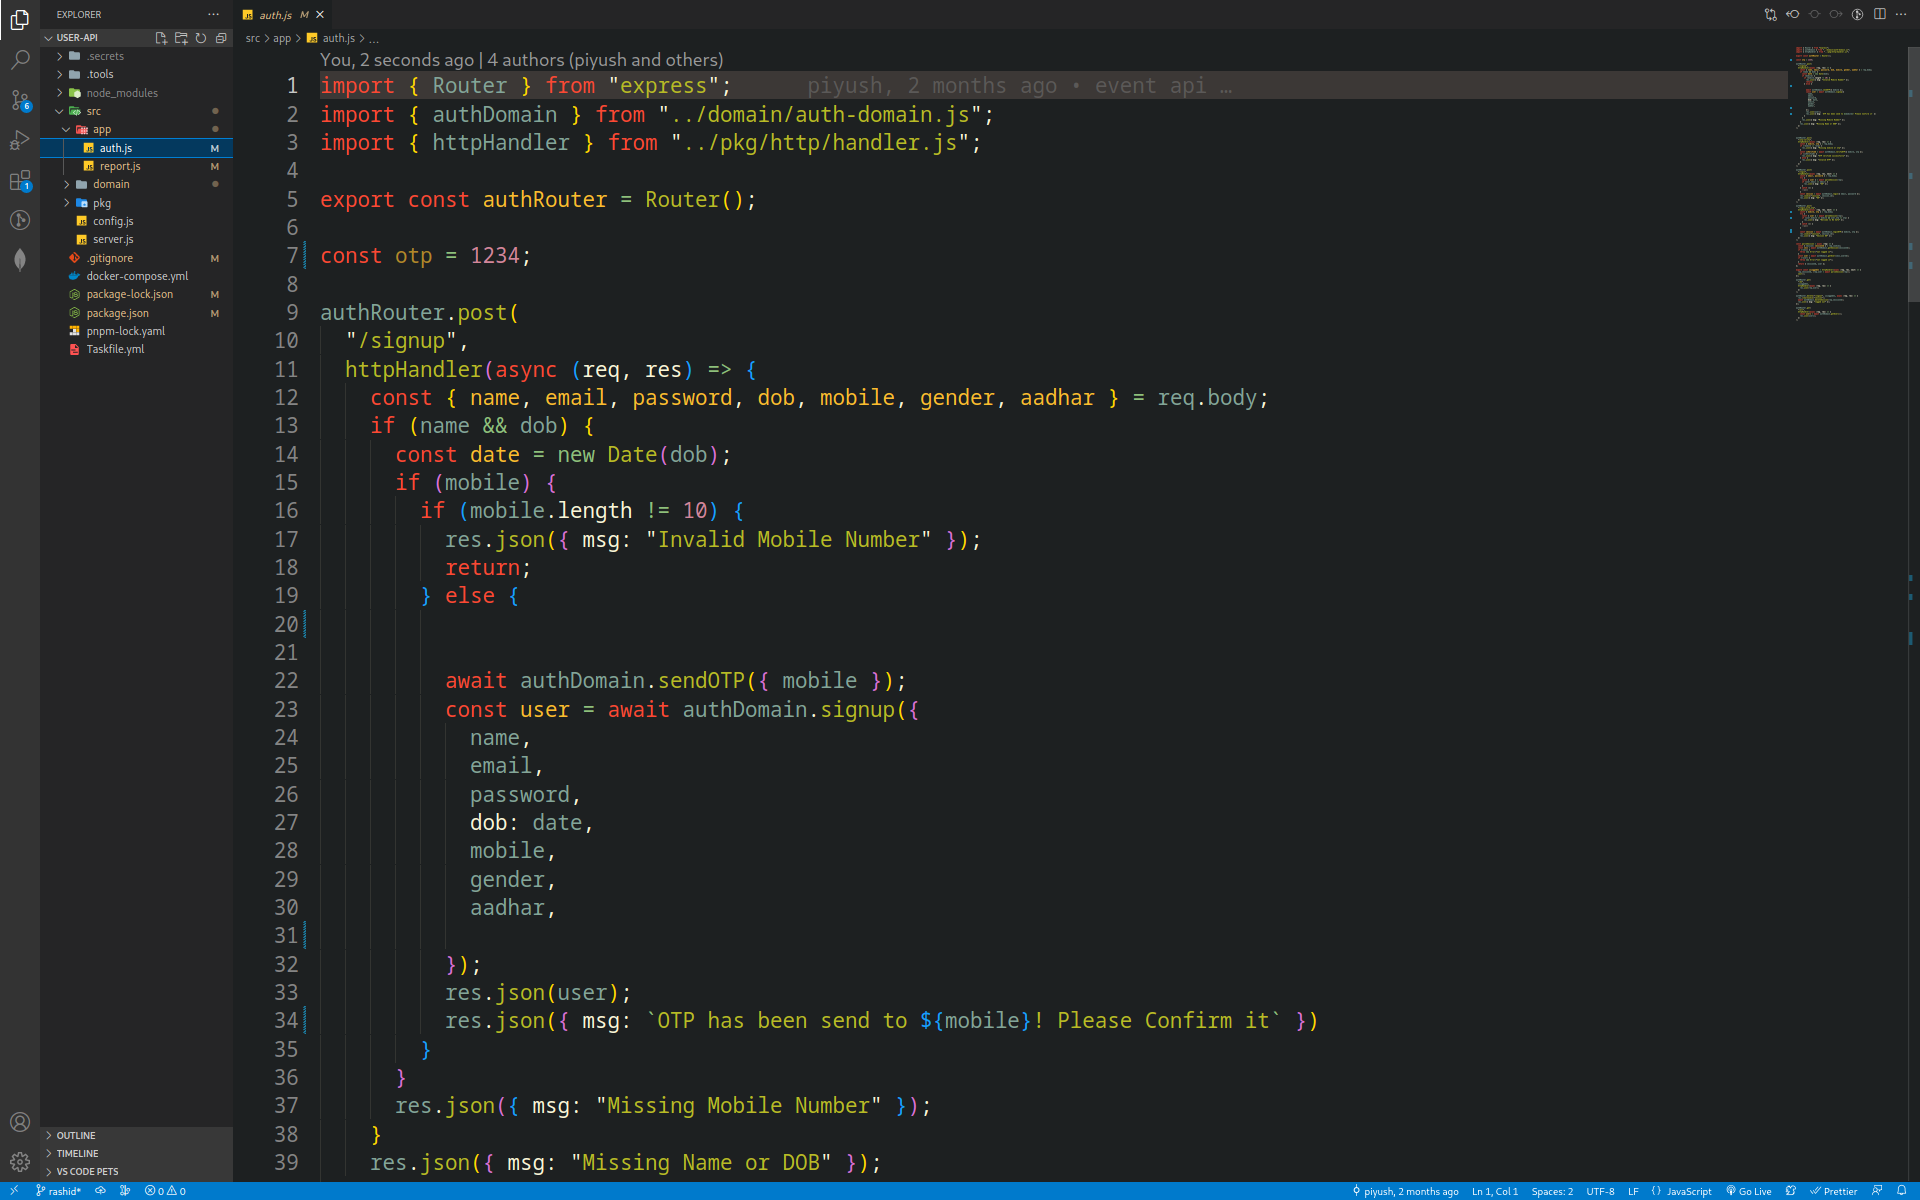 EXPLORER
USER-API
.secrets
.tools
node_modules
src
app
auth.js M
report.js M
domain
pkg
config.js
server.js
.gitignore M
docker-compose.yml
package-lock.json M
package.json M
pnpm-lock.yaml
Taskfile.yml
OUTLINE
TIMELINE
VS CODE PETS
6
1
auth.js M
src > app > auth.js > ...
You, 2 seconds ago | 4 authors (piyush and others)
1 import { Router } from "express"; piyush, 2 months ago • event api …
2 import { authDomain } from "../domain/auth-domain.js";
3 import { httpHandler } from "../pkg/http/handler.js";
4
5 export const authRouter = Router();
6
7 const otp = 1234;
8
9 authRouter.post(
10 "/signup",
11 httpHandler(async (req, res) => {
12 const { name, email, password, dob, mobile, gender, aadhar } = req.body;
13 if (name && dob) {
14 const date = new Date(dob);
15 if (mobile) {
16 if (mobile.length != 10) {
17 res.json({ msg: "Invalid Mobile Number" });
18 return;
19 } else {
20
21
22 await authDomain.sendOTP({ mobile });
23 const user = await authDomain.signup({
24 name,
25 email,
26 password,
27 dob: date,
28 mobile,
29 gender,
30 aadhar,
31
32 });
33 res.json(user);
34 res.json({ msg: `OTP has been send to ${mobile}! Please Confirm it` })
35 }
36 }
37 res.json({ msg: "Missing Mobile Number" });
38 }
39 res.json({ msg: "Missing Name or DOB" });
rashid* 0 0 piyush, 2 months ago Ln 1, Col 1 Spaces: 2 UTF-8 LF {} JavaScript Go Live Prettier